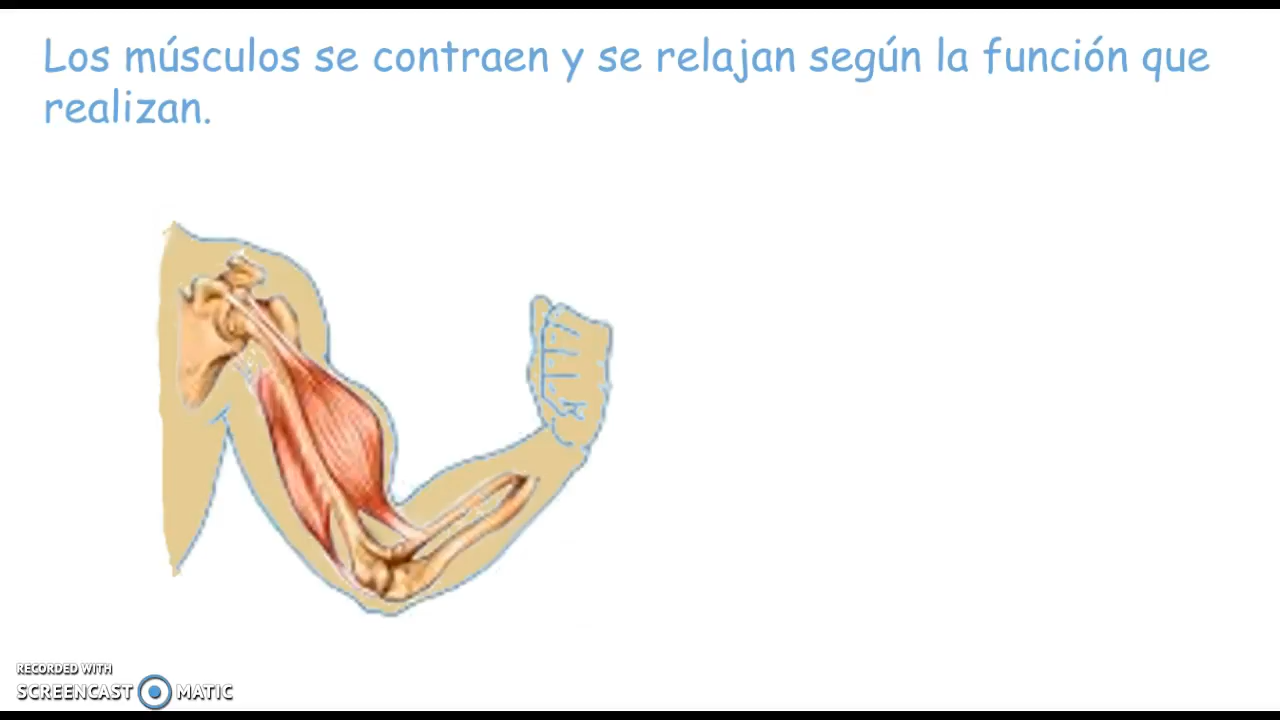 Los músculos se contraen y se relajan según la función que
realizan.
RECORDED WITH
SCREENCAST MATIC